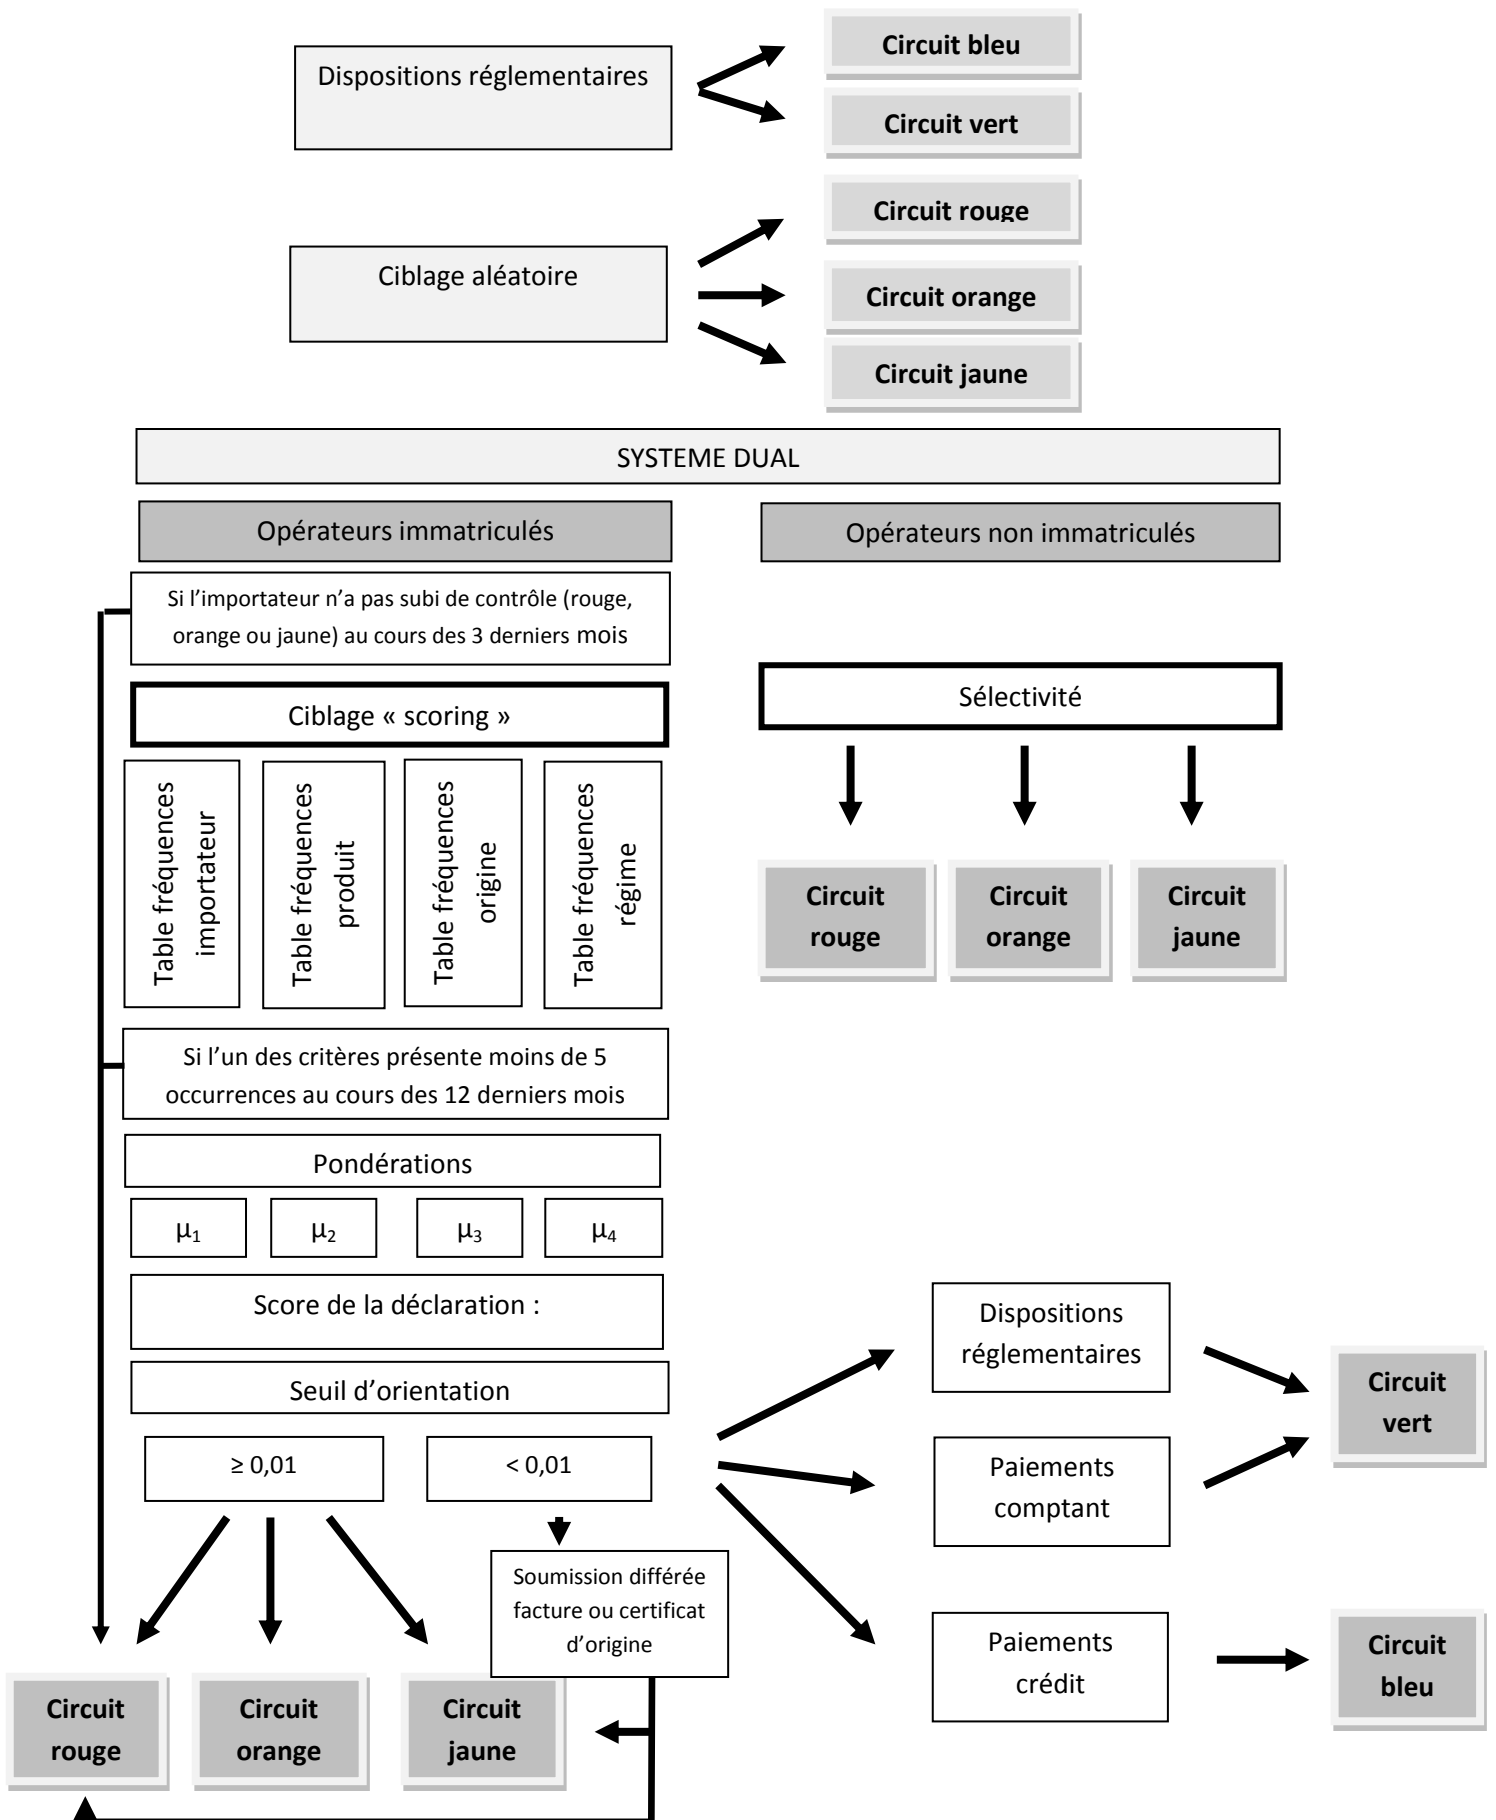 Dispositions réglementaires
Circuit bleu
Circuit vert
Ciblage aléatoire
Circuit rouge
Circuit orange
Circuit jaune
SYSTEME DUAL
Opérateurs immatriculés
Opérateurs non immatriculés
Si l’importateur n’a pas subi de contrôle (rouge,
orange ou jaune) au cours des 3 derniers mois
Ciblage « scoring »
Sélectivité
Table fréquences
importateur
Table fréquences
produit
Table fréquences
origine
Table fréquences
régime
Circuit
rouge
Circuit
orange
Circuit
jaune
Si l’un des critères présente moins de 5
occurrences au cours des 12 derniers mois
Pondérations
µ1
µ2
µ3
µ4
Score de la déclaration :
Seuil d’orientation
≥ 0,01
< 0,01
Dispositions
réglementaires
Paiements
comptant
Circuit
vert
Soumission différée
facture ou certificat
d’origine
Paiements
crédit
Circuit
bleu
Circuit
rouge
Circuit
orange
Circuit
jaune